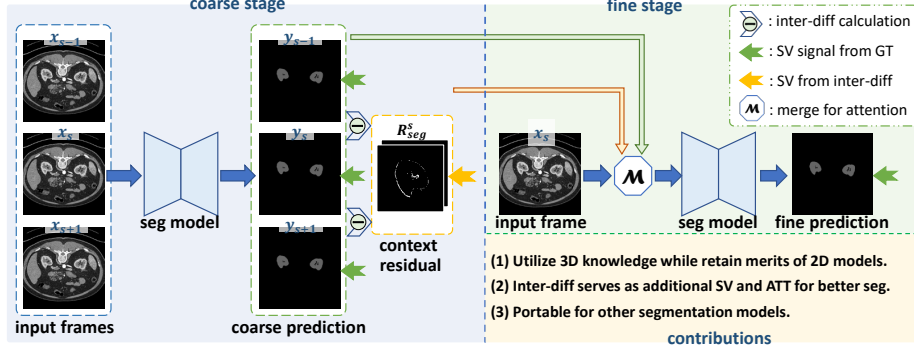 coarse stage
fine stage
x_{s-1}
y_{s-1}
: inter-diff calculation
: SV signal from GT
: SV from inter-diff
M : merge for attention
x_s
y_s
R^s_{seg}
x_s
M
seg model
input frame
seg model
fine prediction
x_{s+1}
y_{s+1}
context
residual
input frames
coarse prediction
(1) Utilize 3D knowledge while retain merits of 2D models.
(2) Inter-diff serves as additional SV and ATT for better seg.
(3) Portable for other segmentation models.
contributions